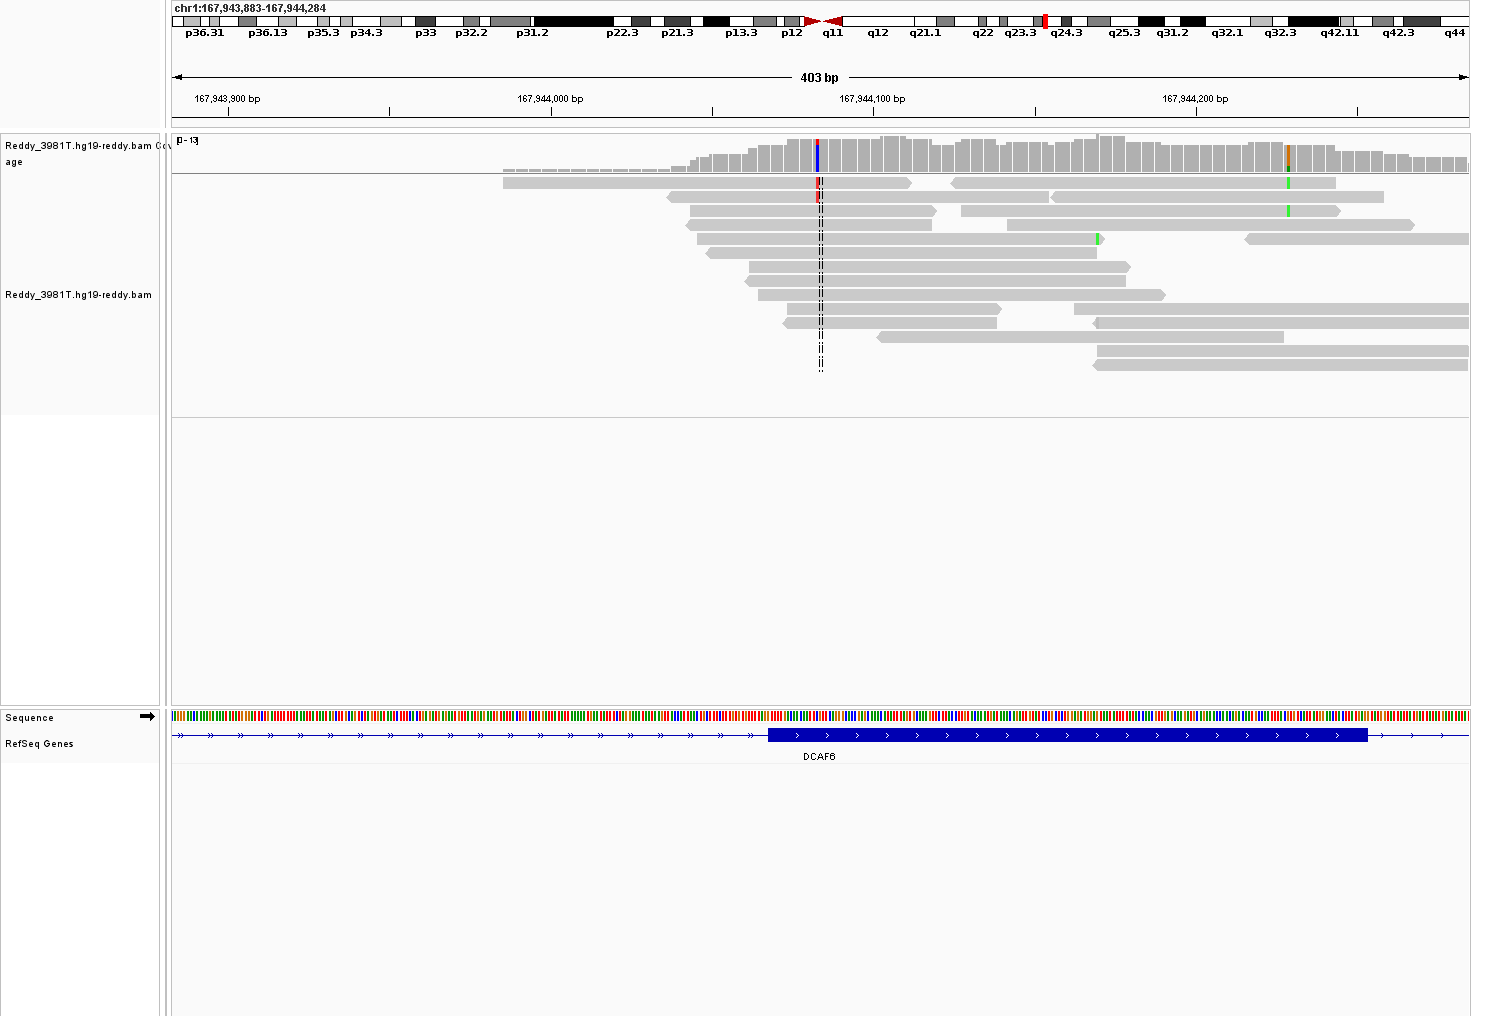 chr1:167,943,883-167,944,284
p36.31 p36.13 p35.3 p34.3 p33 p32.2 p31.2 p22.3 p21.3 p13.3 p12 q11 q12 q21.1 q22 q23.3 q24.3 q25.3 q31.2 q32.1 q32.3 q42.11 q42.3 q44
403 bp
167,943,900 bp 167,944,000 bp 167,944,100 bp 167,944,200 bp
[0 - 13]
Reddy_3981T.hg19-reddy.bam Cov
age
Reddy_3981T.hg19-reddy.bam
Sequence
RefSeq Genes
DCAF6